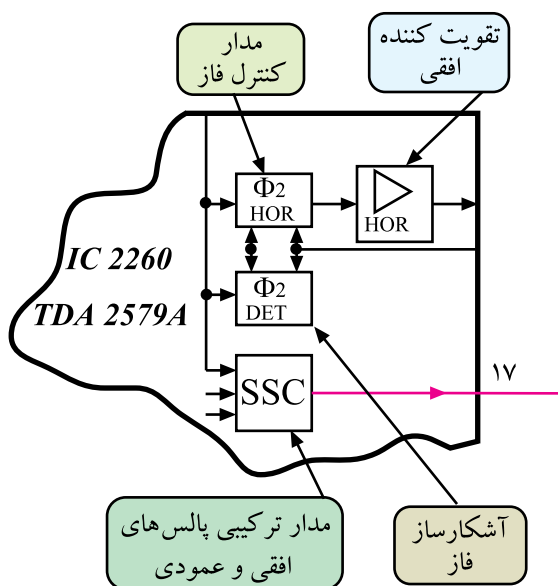 تقویت کننده
افقی
مدار
کنترل فاز
Φ2
HOR
HOR
IC 2260
TDA 2579A
Φ2
DET
SSC
۱۷
مدار ترکیبی پالس‌های
افقی و عمودی
آشکارساز
فاز